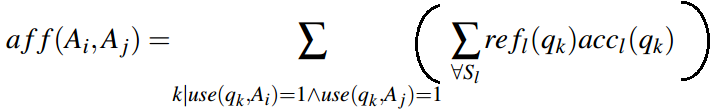 aff(A_i,A_j) = ∑_{k|use(q_k,A_i)=1∧use(q_k,A_j)=1} ( ∑_{∀S_l} ref_l(q_k)acc_l(q_k) )